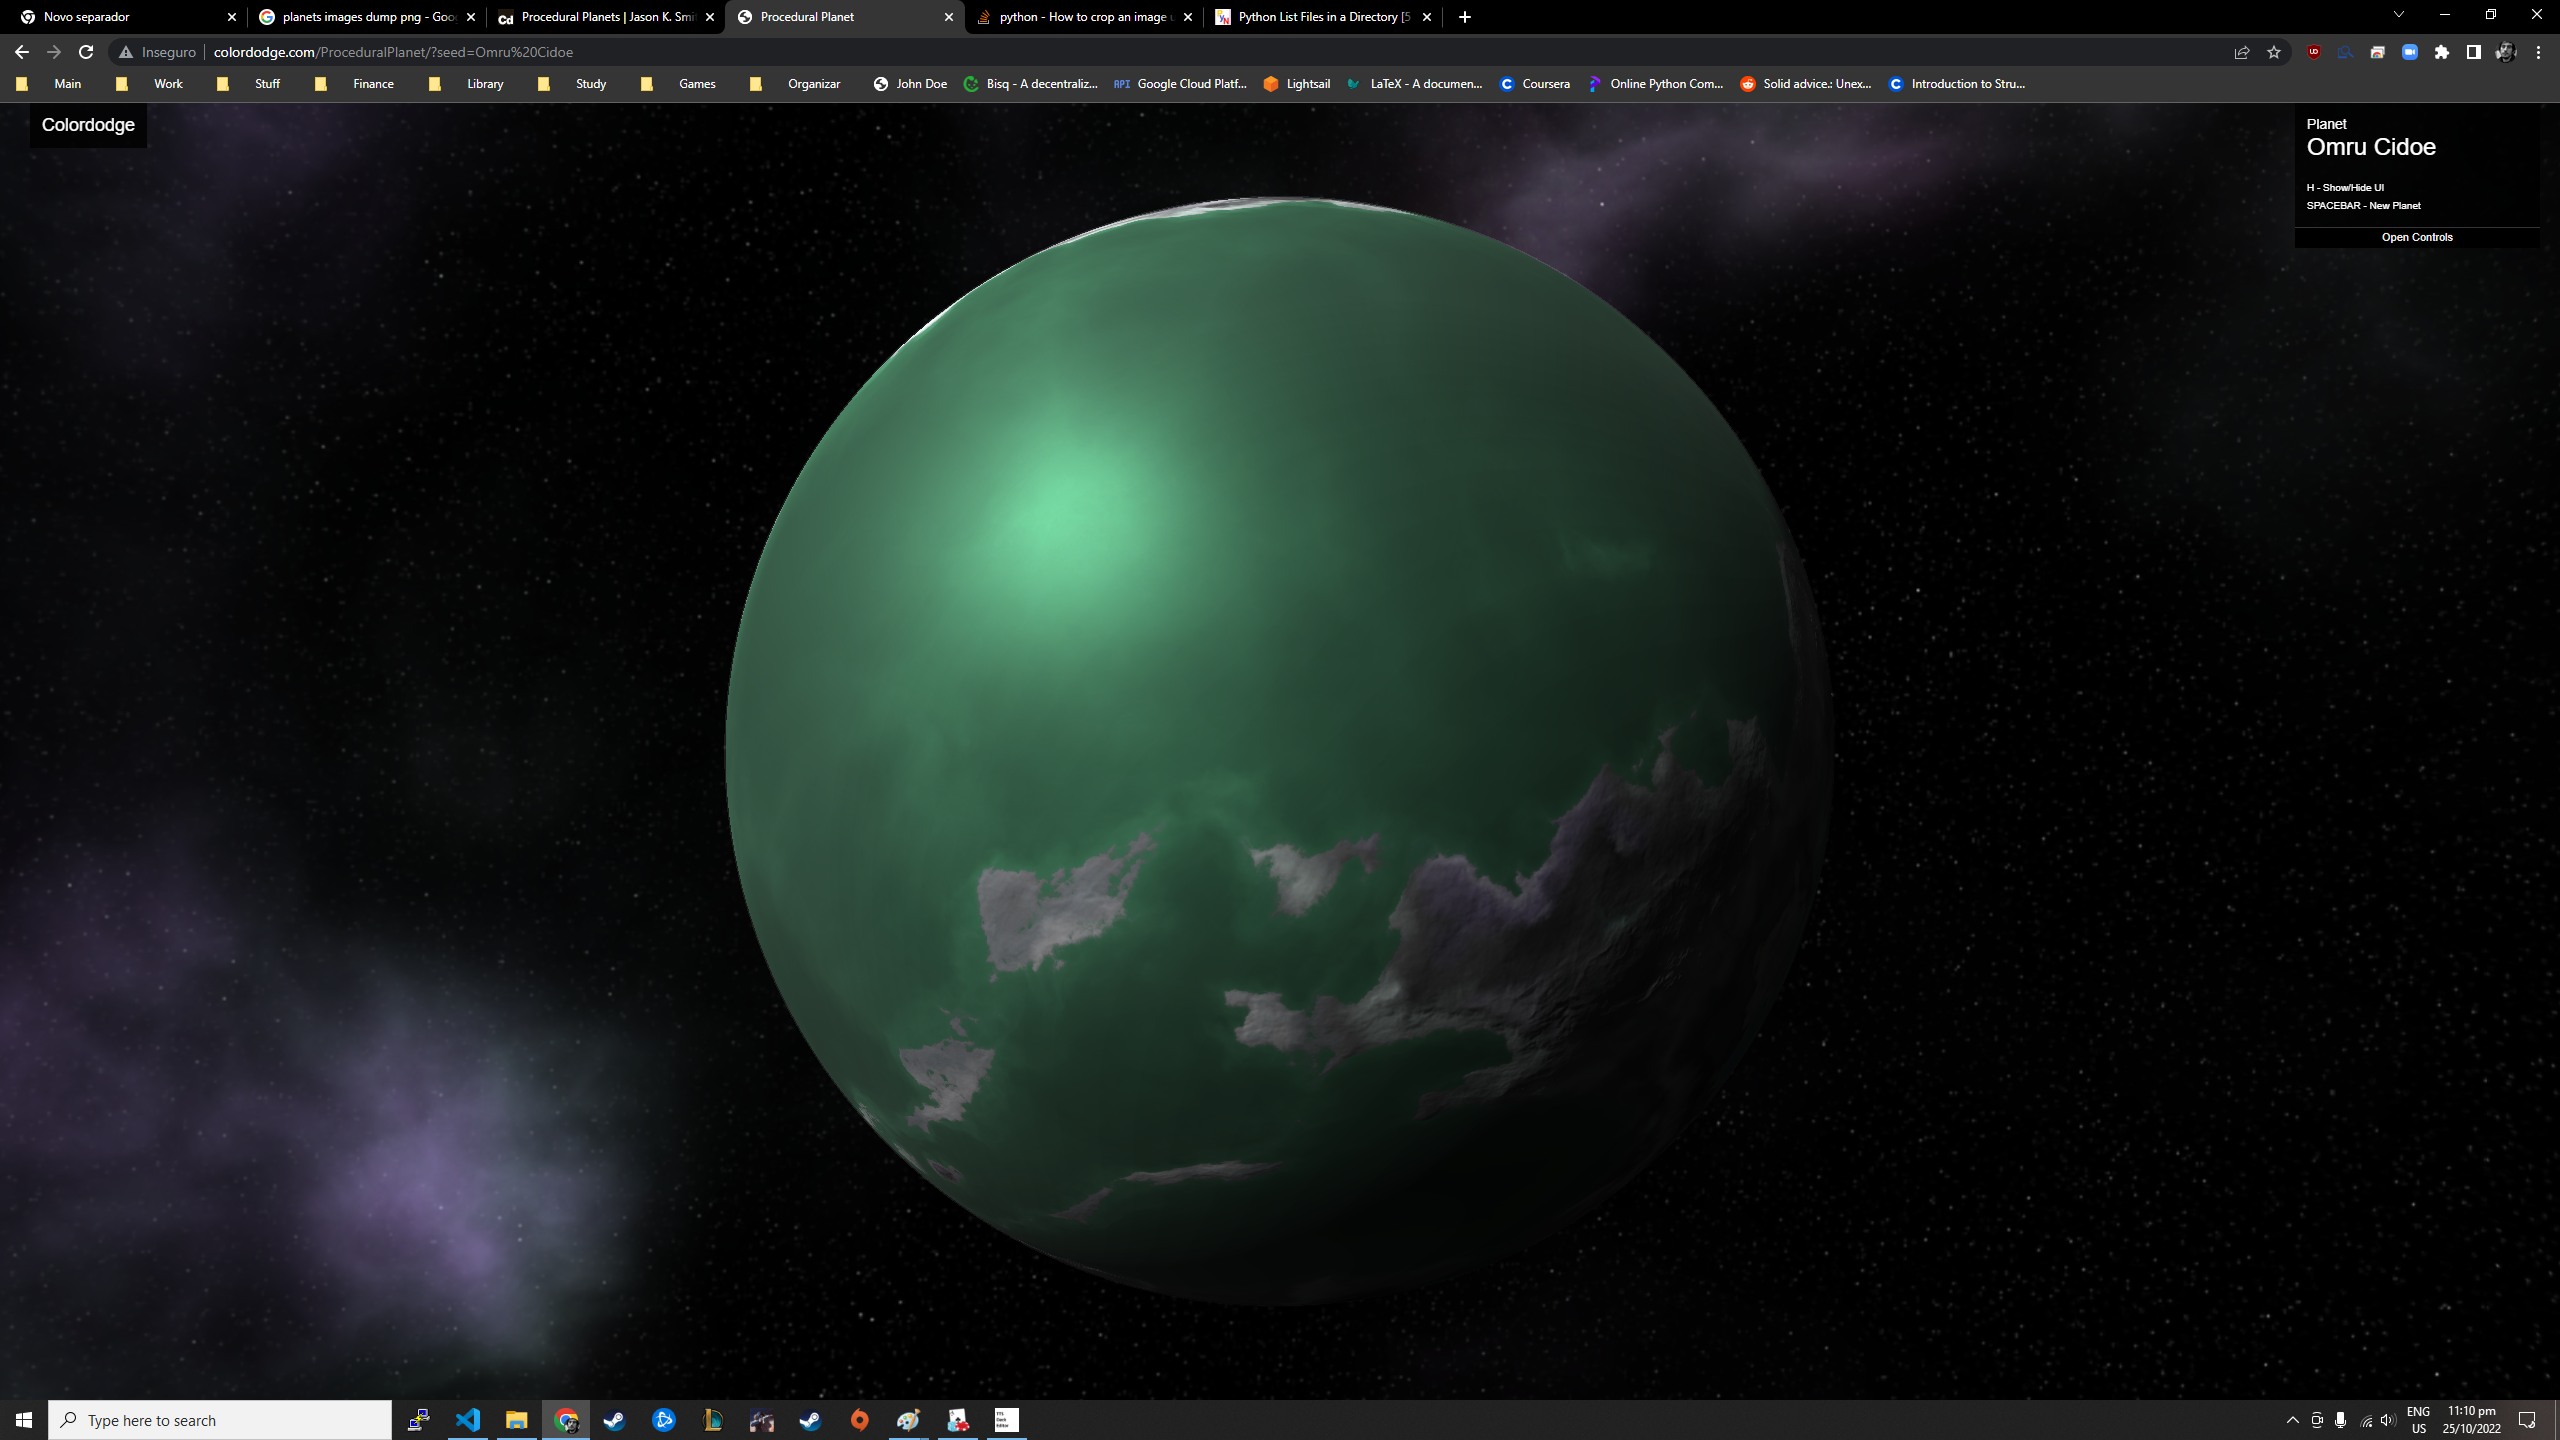 Novo separador
planets images dump png - Goo
Procedural Planets | Jason K. Smi
Procedural Planet
python - How to crop an image u
Python List Files in a Directory [5
Inseguro
colordodge.com/ProceduralPlanet/?seed=Omru%20Cidoe
Main
Work
Stuff
Finance
Library
Study
Games
Organizar
John Doe
Bisq - A decentraliz...
API
Google Cloud Platf...
Lightsail
LaTeX - A documen...
Coursera
Online Python Com...
Solid advice.: Unex...
Introduction to Stru...
Colordodge
Planet
Omru Cidoe
H - Show/Hide UI
SPACEBAR - New Planet
Open Controls
Type here to search
ENG
US
11:10 pm
25/10/2022